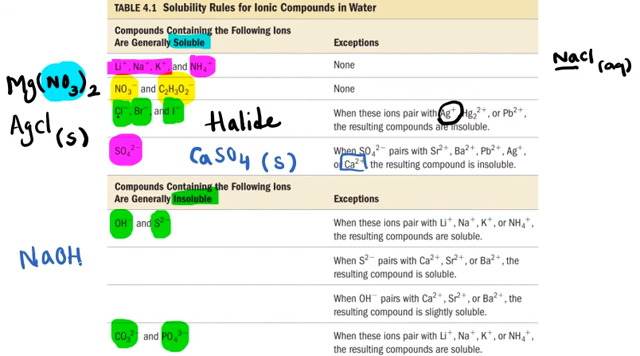 TABLE 4.1 Solubility Rules for Ionic Compounds in Water
Compounds Containing the Following Ions
Are Generally Soluble
Exceptions
Li⁺, Na⁺, K⁺ and NH₄⁺
None
NO₃⁻ and C₂H₃O₂⁻
None
Cl⁻, Br⁻, and I⁻
When these ions pair with Ag⁺, Hg₂²⁺, or Pb²⁺,
the resulting compounds are insoluble.
SO₄²⁻
When SO₄²⁻ pairs with Sr²⁺, Ba²⁺, Pb²⁺, Ag⁺,
or Ca²⁺, the resulting compound is insoluble.
Compounds Containing the Following Ions
Are Generally Insoluble
Exceptions
OH⁻ and S²⁻
When these ions pair with Li⁺, Na⁺, K⁺, or NH₄⁺,
the resulting compounds are soluble.
When S²⁻ pairs with Ca²⁺, Sr²⁺, or Ba²⁺, the
resulting compound is soluble.
When OH⁻ pairs with Ca²⁺, Sr²⁺, or Ba²⁺, the
resulting compound is slightly soluble.
CO₃²⁻ and PO₄³⁻
When these ions pair with Li⁺, Na⁺, K⁺, or NH₄⁺,
the resulting compounds are soluble.
Mg(NO₃)₂
AgCl(s)
Halide
CaSO₄(s)
NaOH
NaCl(aq)